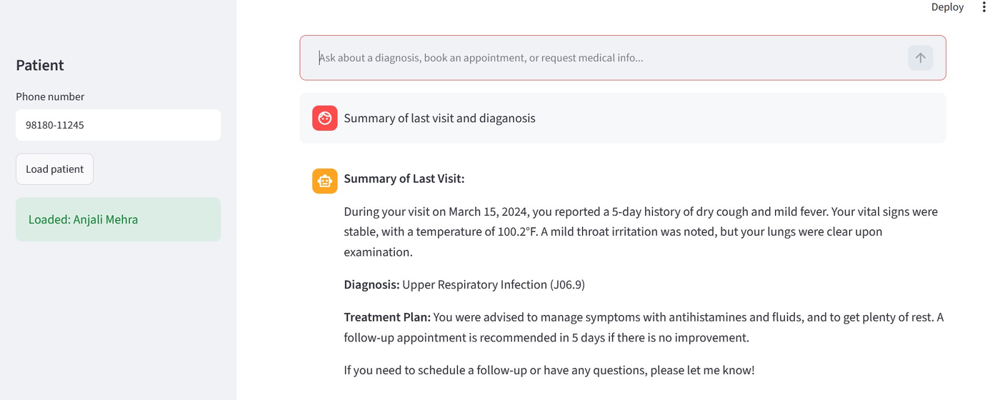 Deploy
Patient
Phone number
98180-11245
Load patient
Loaded: Anjali Mehra
Ask about a diagnosis, book an appointment, or request medical info...
Summary of last visit and diaganosis
Summary of Last Visit:
During your visit on March 15, 2024, you reported a 5-day history of dry cough and mild fever. Your vital signs were
stable, with a temperature of 100.2°F. A mild throat irritation was noted, but your lungs were clear upon
examination.
Diagnosis: Upper Respiratory Infection (J06.9)
Treatment Plan: You were advised to manage symptoms with antihistamines and fluids, and to get plenty of rest. A
follow-up appointment is recommended in 5 days if there is no improvement.
If you need to schedule a follow-up or have any questions, please let me know!